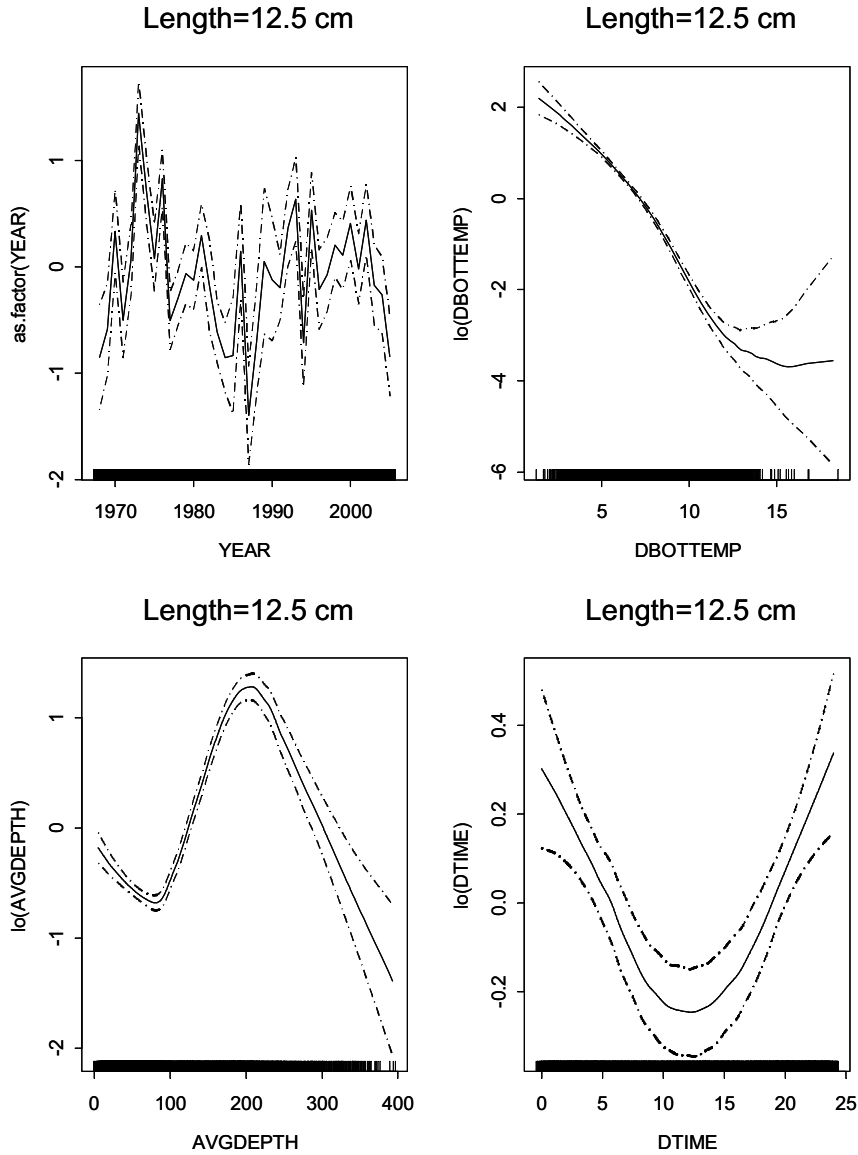 Length=12.5 cm
Length=12.5 cm
as.factor(YEAR)
1
0
-1
-2
1970 1980 1990 2000
YEAR
lo(DBOTTEMP)
2
0
-2
-4
-6
5 10 15
DBOTTEMP
Length=12.5 cm
Length=12.5 cm
lo(AVGDEPTH)
1
0
-1
-2
0 100 200 300 400
AVGDEPTH
lo(DTIME)
0.4
0.2
0.0
-0.2
0 5 10 15 20 25
DTIME